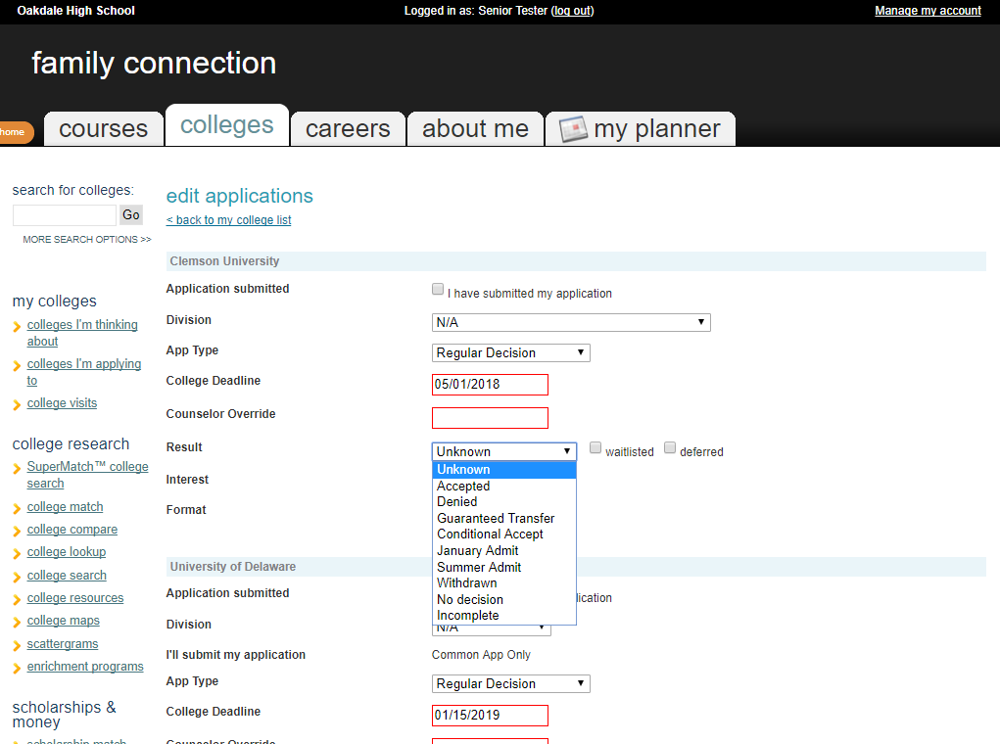 Oakdale High School
Logged in as: Senior Tester (log out)
Manage my account
family connection
home
courses
colleges
careers
about me
my planner
search for colleges:
Go
MORE SEARCH OPTIONS >>
my colleges
colleges I'm thinking
about
colleges I'm applying
to
college visits
college research
SuperMatch™ college
search
college match
college compare
college lookup
college search
college resources
college maps
scattergrams
enrichment programs
scholarships &
money
scholarship match
edit applications
< back to my college list
Clemson University
Application submitted
I have submitted my application
Division
N/A
App Type
Regular Decision
College Deadline
05/01/2018
Counselor Override
Result
Unknown
waitlisted
deferred
Unknown
Accepted
Denied
Guaranteed Transfer
Conditional Accept
January Admit
Summer Admit
Withdrawn
No decision
Incomplete
Interest
Format
University of Delaware
Application submitted
lication
Division
N/A
I'll submit my application
Common App Only
App Type
Regular Decision
College Deadline
01/15/2019
Counselor Override